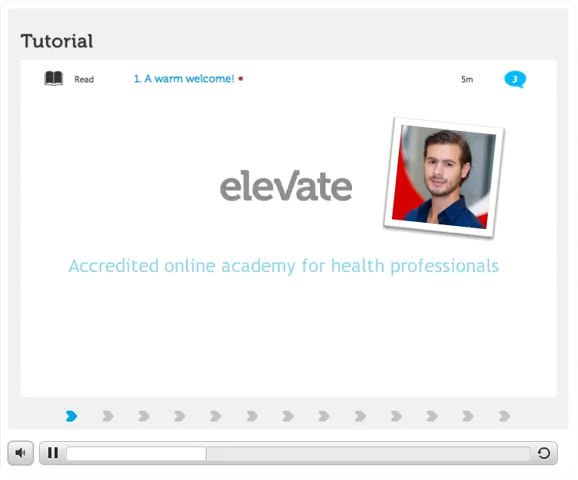 Tutorial
Read 1. A warm welcome! 5m 3
elevate
Accredited online academy for health professionals